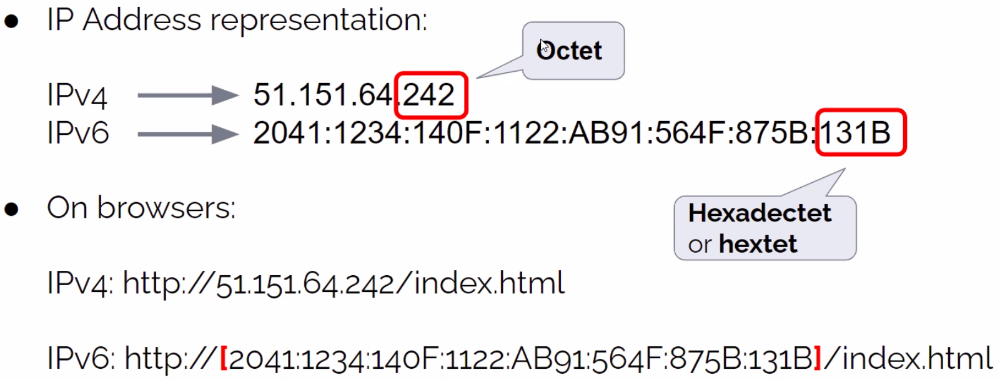 ● IP Address representation:
Octet
IPv4 51.151.64.242
IPv6 2041:1234:140F:1122:AB91:564F:875B:131B
Hexadectet
or hextet
● On browsers:
IPv4: http://51.151.64.242/index.html
IPv6: http://[2041:1234:140F:1122:AB91:564F:875B:131B]/index.html